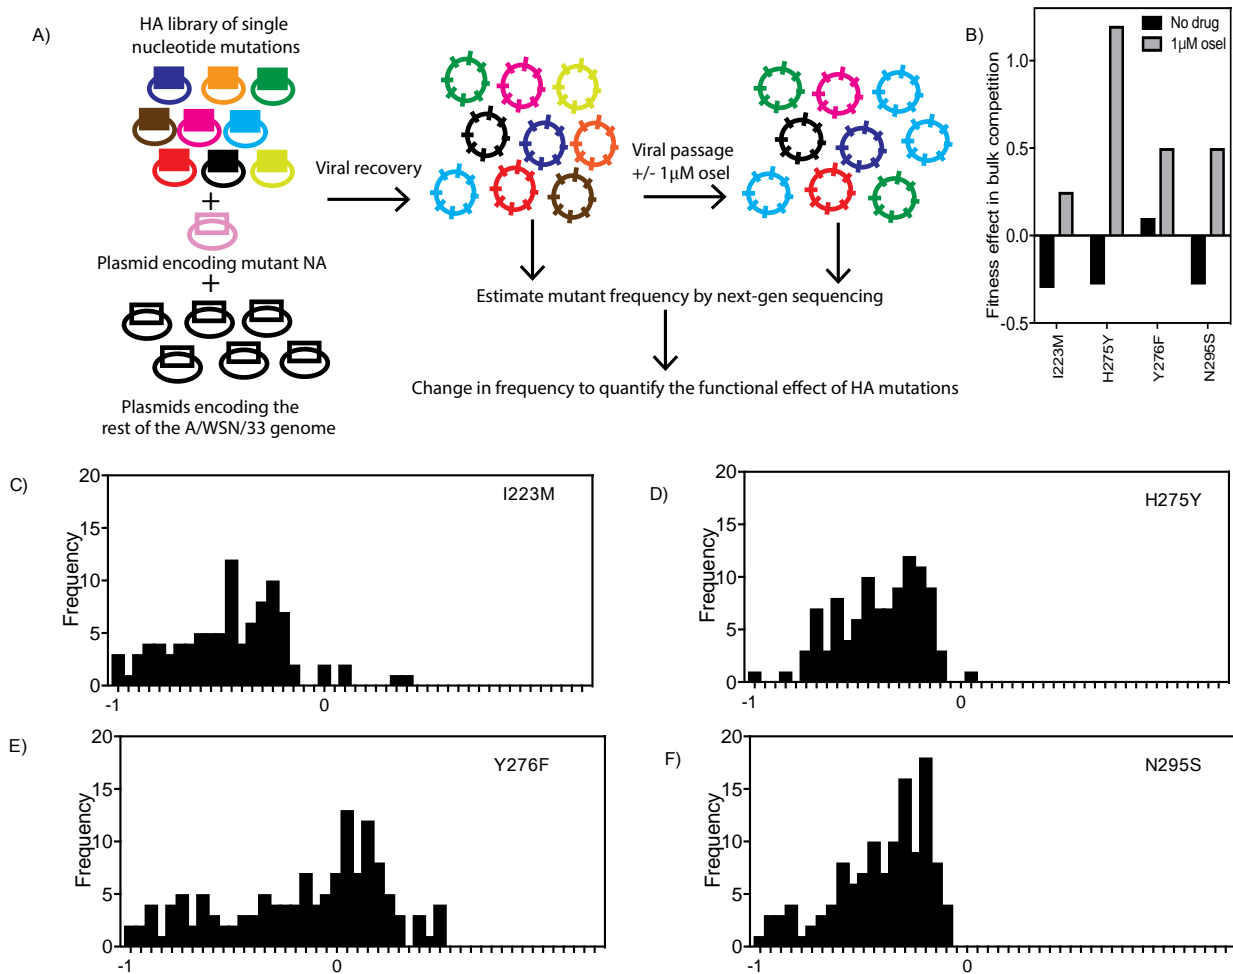 A)
HA library of single
nucleotide mutations
+
Plasmid encoding mutant NA
+
Plasmids encoding the
rest of the A/WSN/33 genome
Viral recovery
Viral passage
+/- 1µM osel
Estimate mutant frequency by next-gen sequencing
Change in frequency to quantify the functional effect of HA mutations
B)
Fitness effect in bulk competition
1.0
0.5
0.0
-0.5
No drug
1µM osel
I223M
H275Y
Y276F
N295S
C)
I223M
Frequency
20
15
10
5
0
-1
0
D)
H275Y
Frequency
20
15
10
5
0
-1
0
E)
Y276F
Frequency
20
15
10
5
0
-1
0
F)
N295S
Frequency
20
15
10
5
0
-1
0